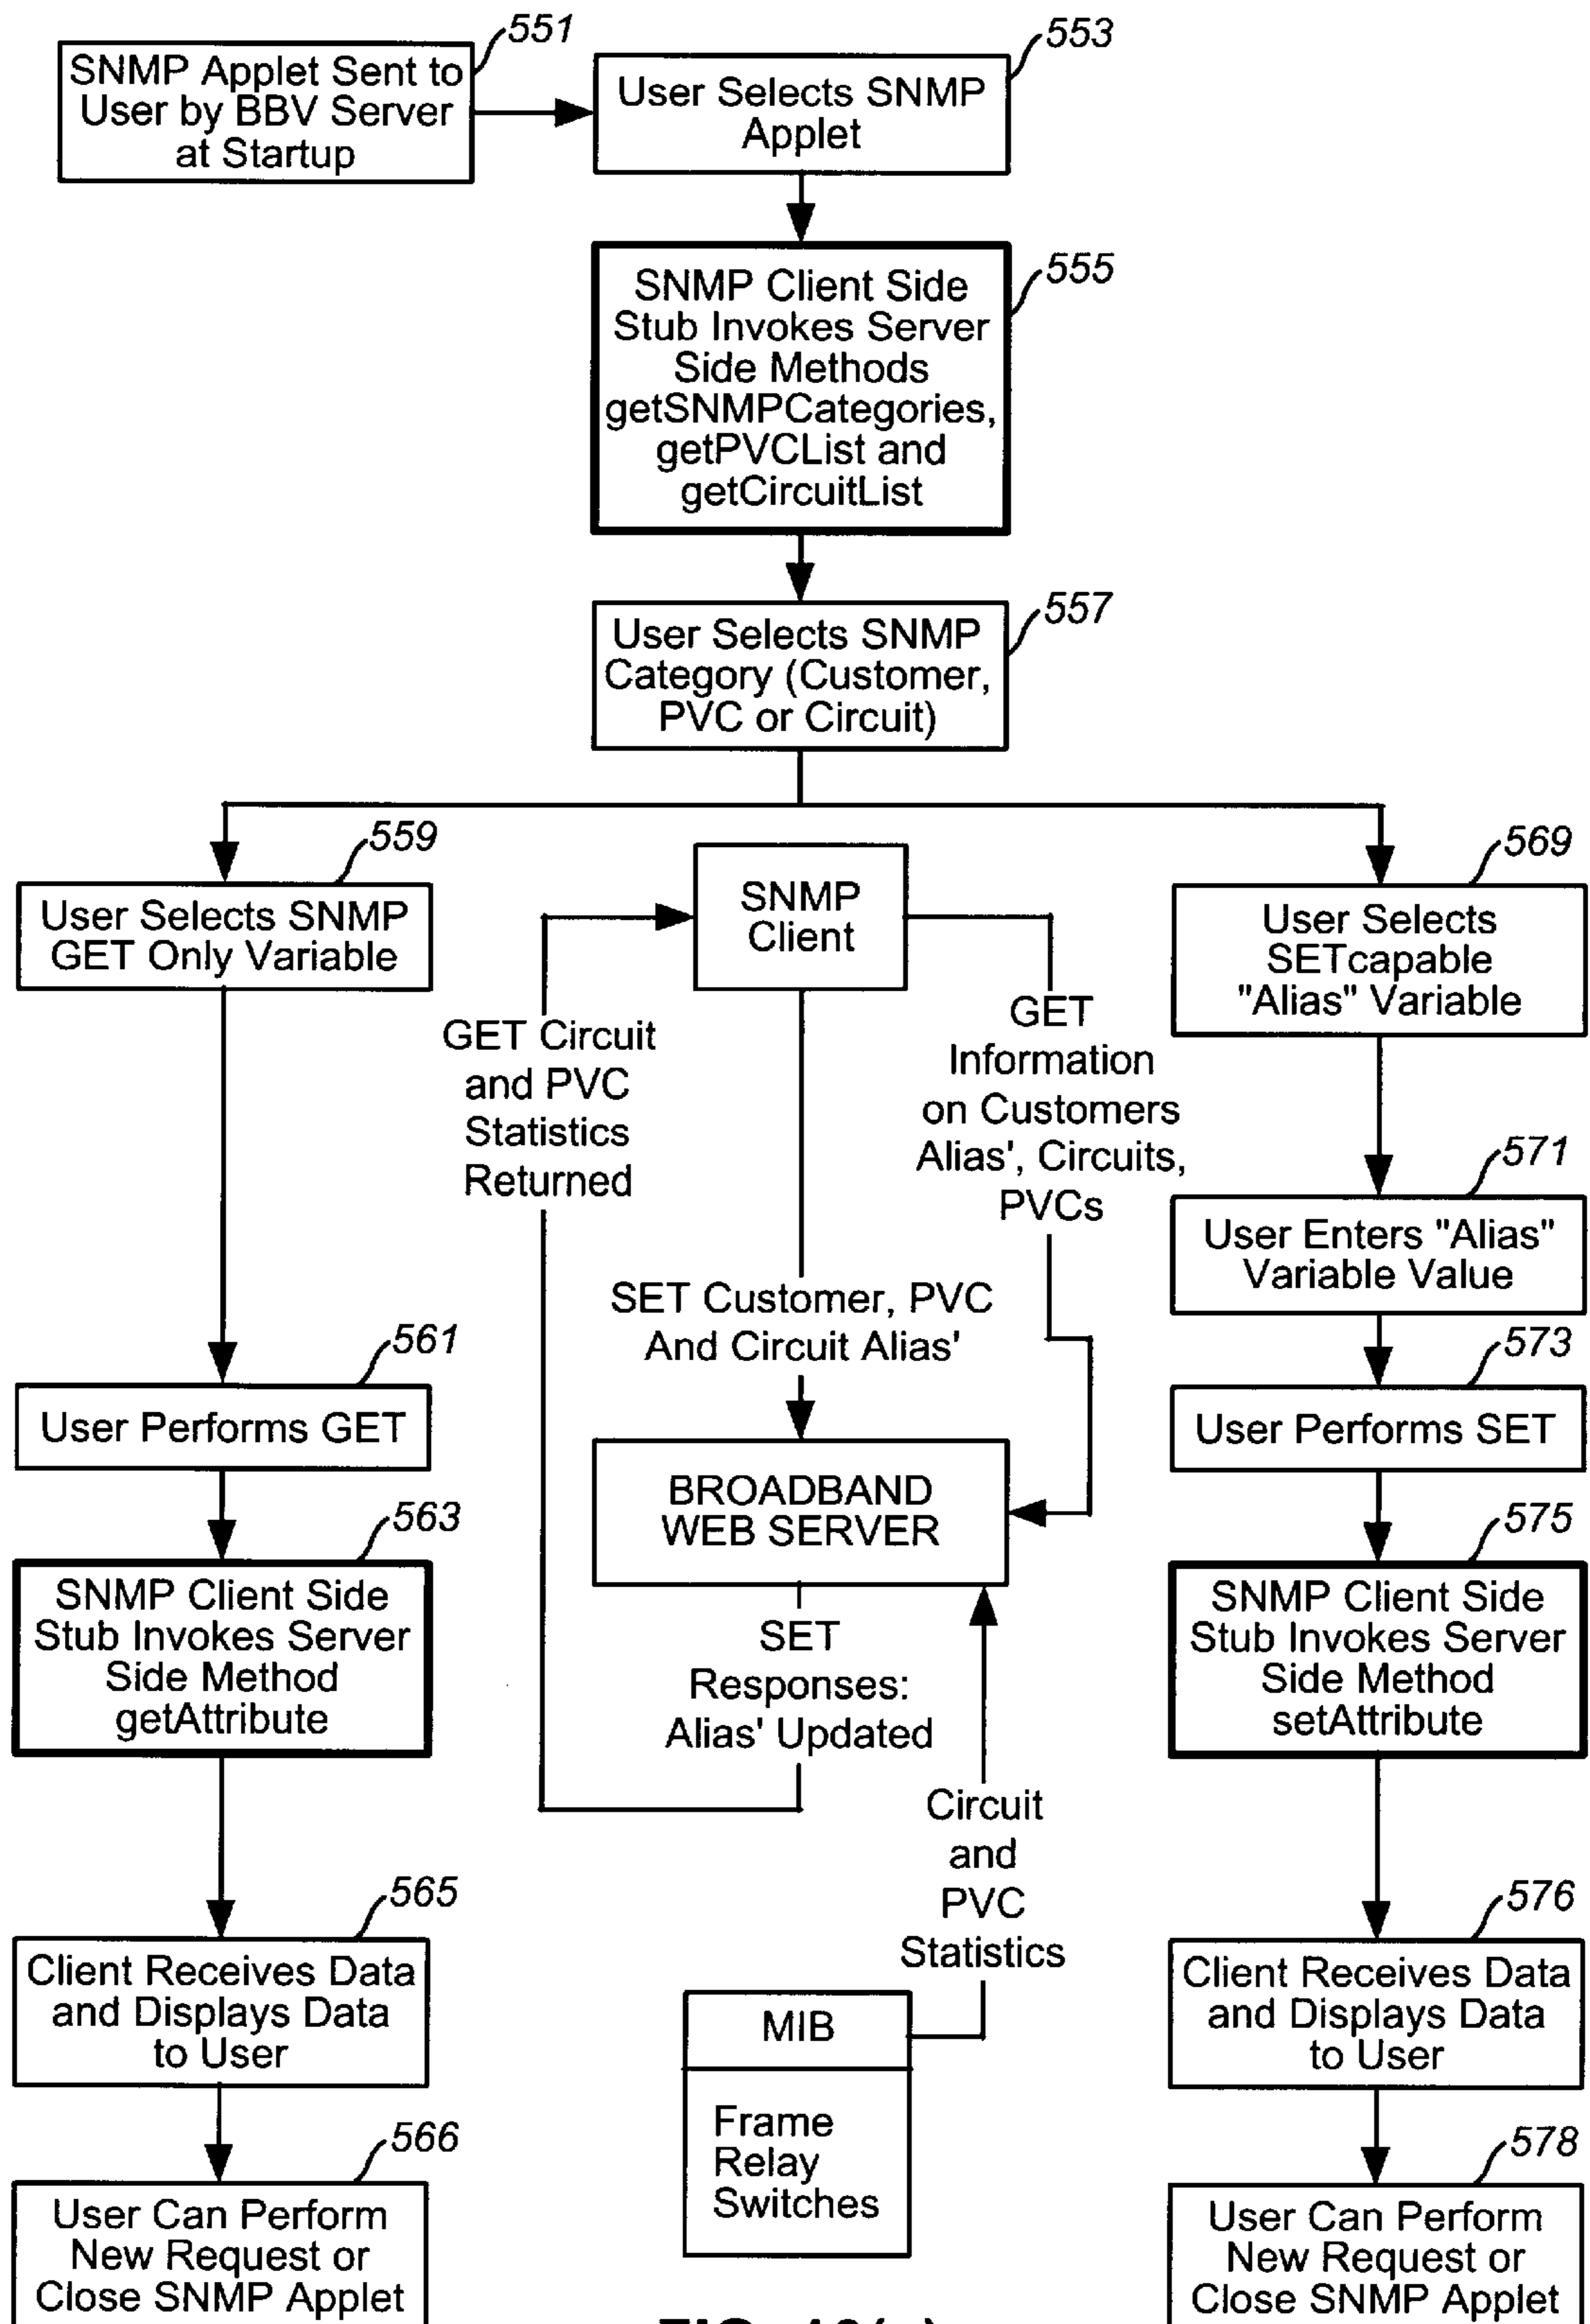 551
SNMP Applet Sent to
User by BBV Server
at Startup
553
User Selects SNMP
Applet
555
SNMP Client Side
Stub Invokes Server
Side Methods
getSNMPCategories,
getPVCList and
getCircuitList
557
User Selects SNMP
Category (Customer,
PVC or Circuit)
559
User Selects SNMP
GET Only Variable
561
User Performs GET
563
SNMP Client Side
Stub Invokes Server
Side Method
getAttribute
565
Client Receives Data
and Displays Data
to User
566
User Can Perform
New Request or
Close SNMP Applet
SNMP
Client
GET Circuit
and PVC
Statistics
Returned
GET
Information
on Customers
Alias', Circuits,
PVCs
SET Customer, PVC
And Circuit Alias'
BROADBAND
WEB SERVER
SET
Responses:
Alias' Updated
Circuit
and
PVC
Statistics
MIB
Frame
Relay
Switches
569
User Selects
SETcapable
"Alias" Variable
571
User Enters "Alias"
Variable Value
573
User Performs SET
575
SNMP Client Side
Stub Invokes Server
Side Method
setAttribute
576
Client Receives Data
and Displays Data
to User
578
User Can Perform
New Request or
Close SNMP Applet